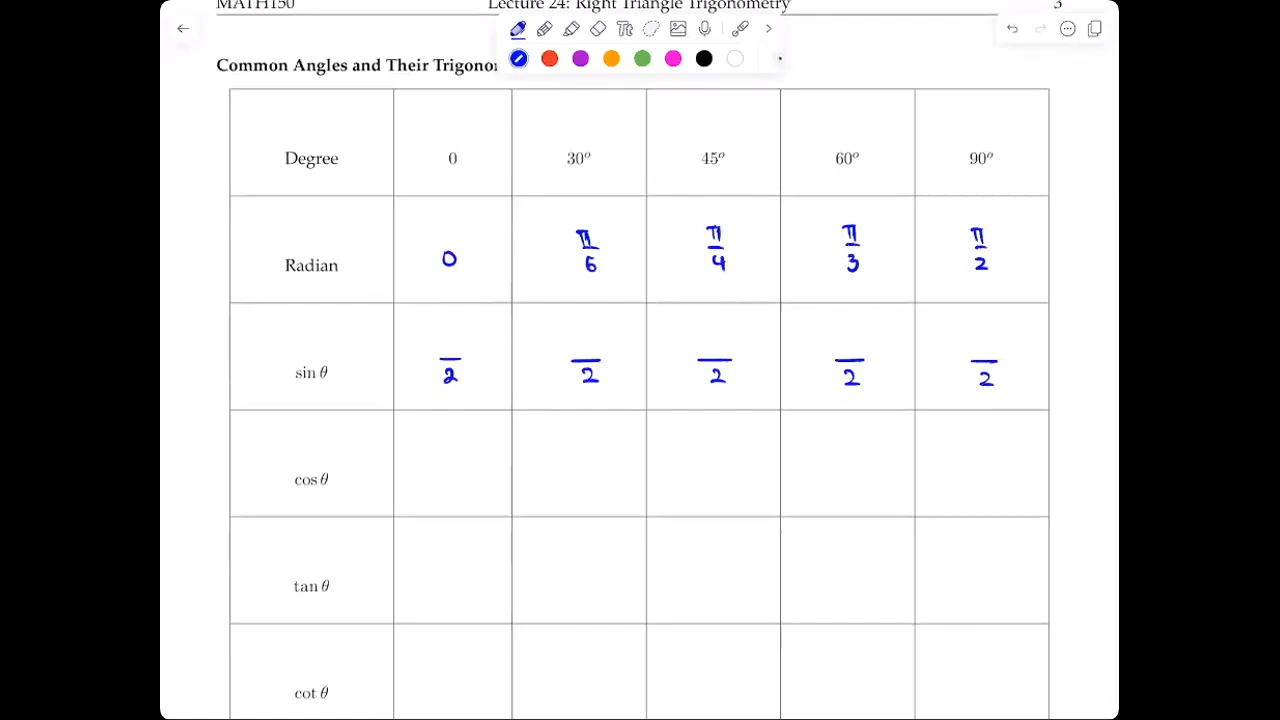 MATH150 Lecture 24: Right Triangle Trigonometry 3
Common Angles and Their
Degree 0 30° 45° 60° 90°
Radian 0 π/6 π/4 π/3 π/2
sin θ /2 /2 /2 /2 /2
cos θ
tan θ
cot θ